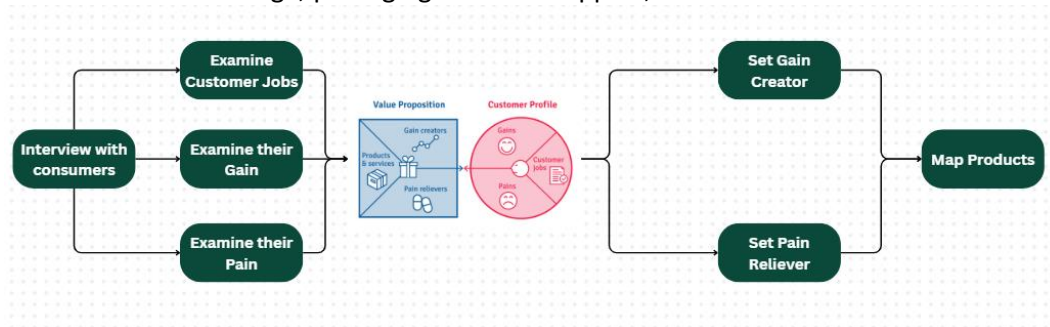 Examine
Customer Jobs
Interview with
consumers
Examine their
Gain
Examine their
Pain
Value Proposition
Gain creators
Products
& services
Pain relievers
Customer Profile
Gains
Customer
jobs
Pains
Set Gain
Creator
Set Pain
Reliever
Map Products